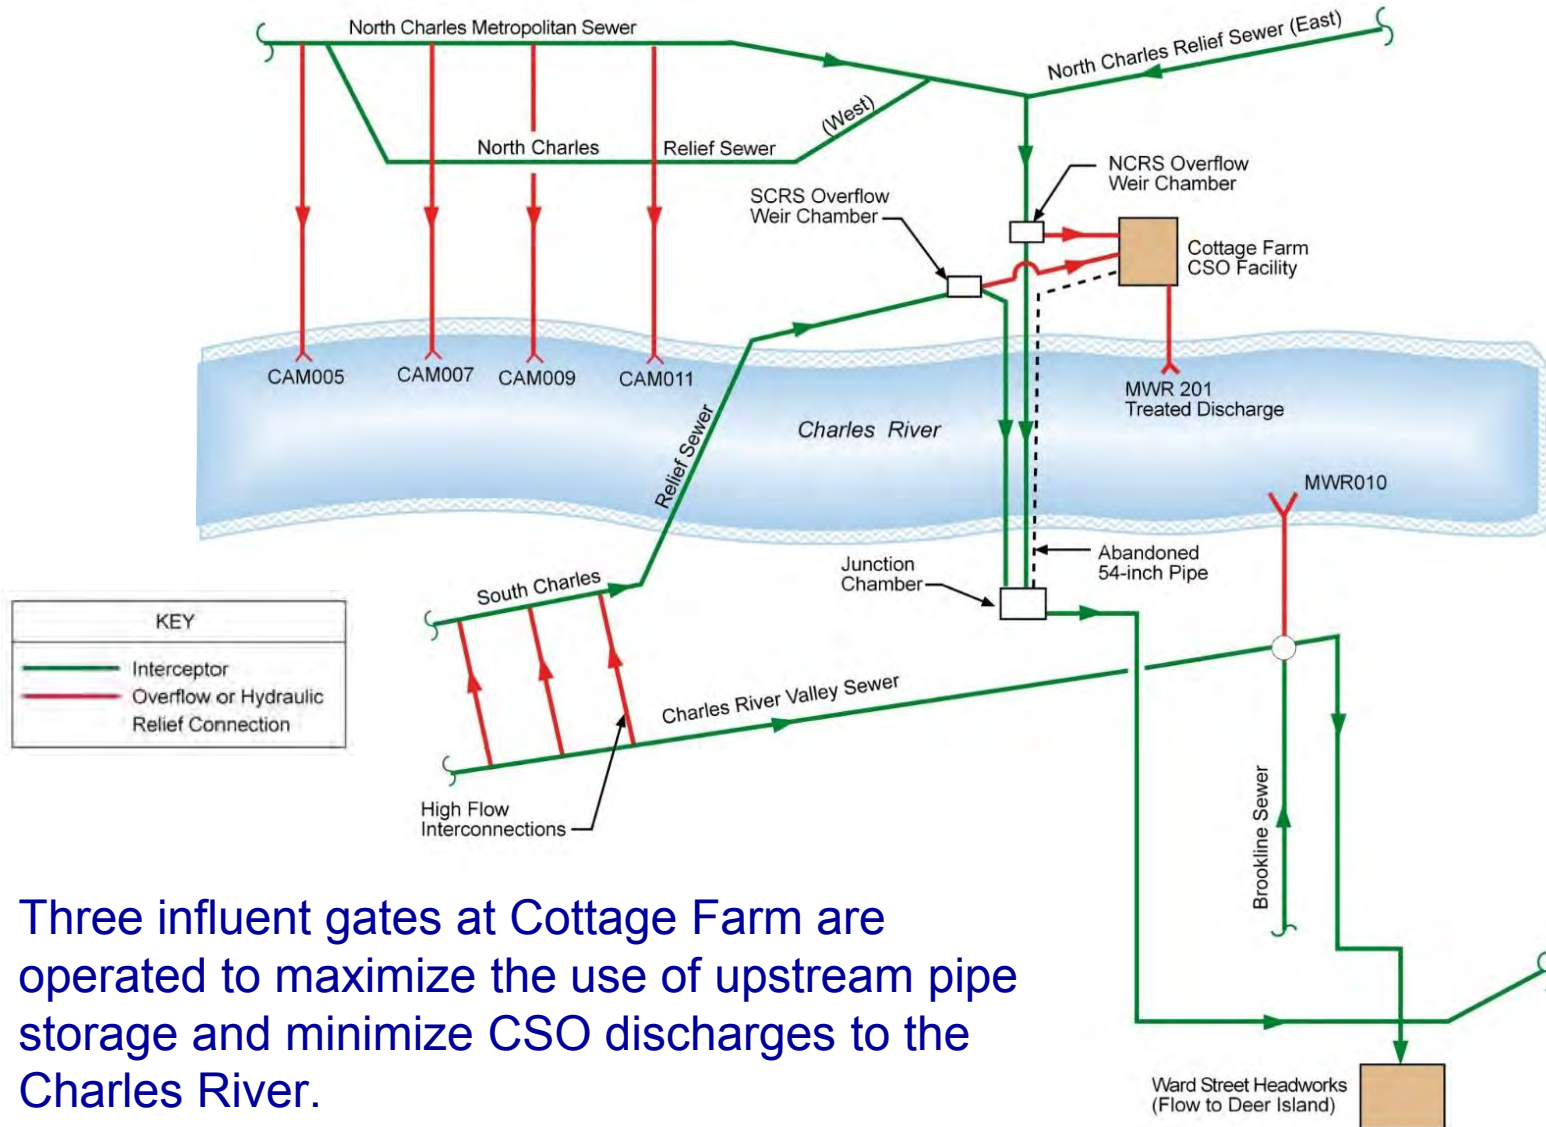 North Charles Metropolitan Sewer
North Charles Relief Sewer (East)
North Charles
Relief Sewer
(West)
NCRS Overflow
Weir Chamber
SCRS Overflow
Weir Chamber
Cottage Farm
CSO Facility
CAM005
CAM007
CAM009
CAM011
MWR 201
Treated Discharge
Charles River
Relief Sewer
MWR010
Junction
Chamber
Abandoned
54-inch Pipe
South Charles
KEY
Interceptor
Overflow or Hydraulic
Relief Connection
Charles River Valley Sewer
High Flow
Interconnections
Brookline Sewer
Three influent gates at Cottage Farm are
operated to maximize the use of upstream pipe
storage and minimize CSO discharges to the
Charles River.
Ward Street Headworks
(Flow to Deer Island)